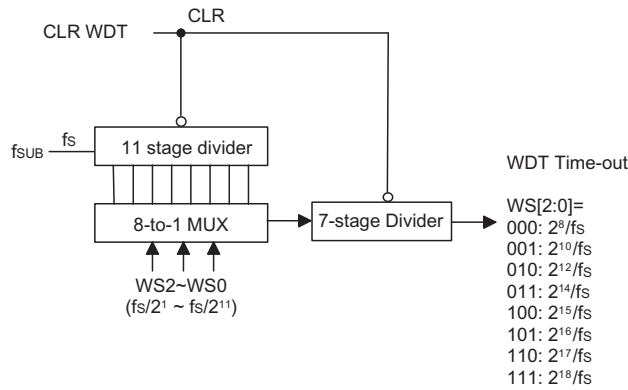 CLR WDT
CLR
fS
fSUB
11 stage divider
8-to-1 MUX
7-stage Divider
WS2~WS0
(fS/2¹ ~ fS/2¹¹)
WDT Time-out
WS[2:0]=
000: 2⁸/fS
001: 2¹⁰/fS
010: 2¹²/fS
011: 2¹⁴/fS
100: 2¹⁵/fS
101: 2¹⁶/fS
110: 2¹⁷/fS
111: 2¹⁸/fS